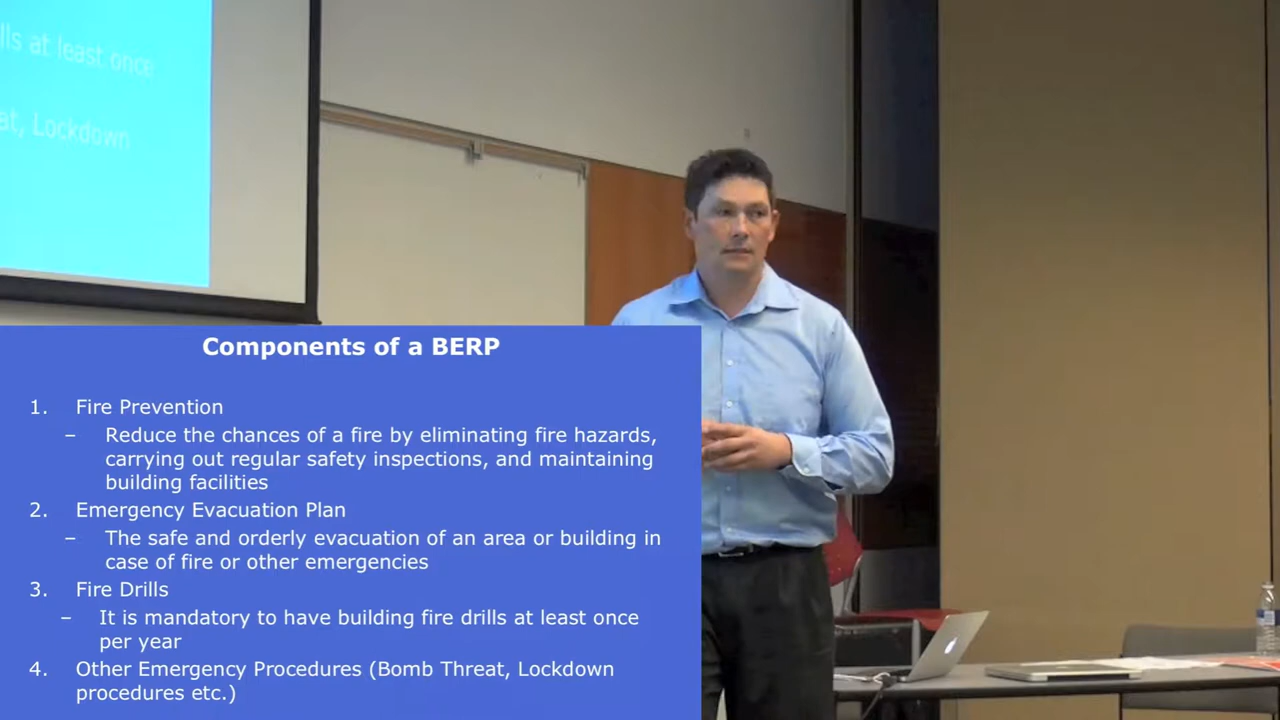 lls at least once
at, Lockdown
Components of a BERP
1. Fire Prevention
– Reduce the chances of a fire by eliminating fire hazards,
carrying out regular safety inspections, and maintaining
building facilities
2. Emergency Evacuation Plan
– The safe and orderly evacuation of an area or building in
case of fire or other emergencies
3. Fire Drills
– It is mandatory to have building fire drills at least once
per year
4. Other Emergency Procedures (Bomb Threat, Lockdown
procedures etc.)